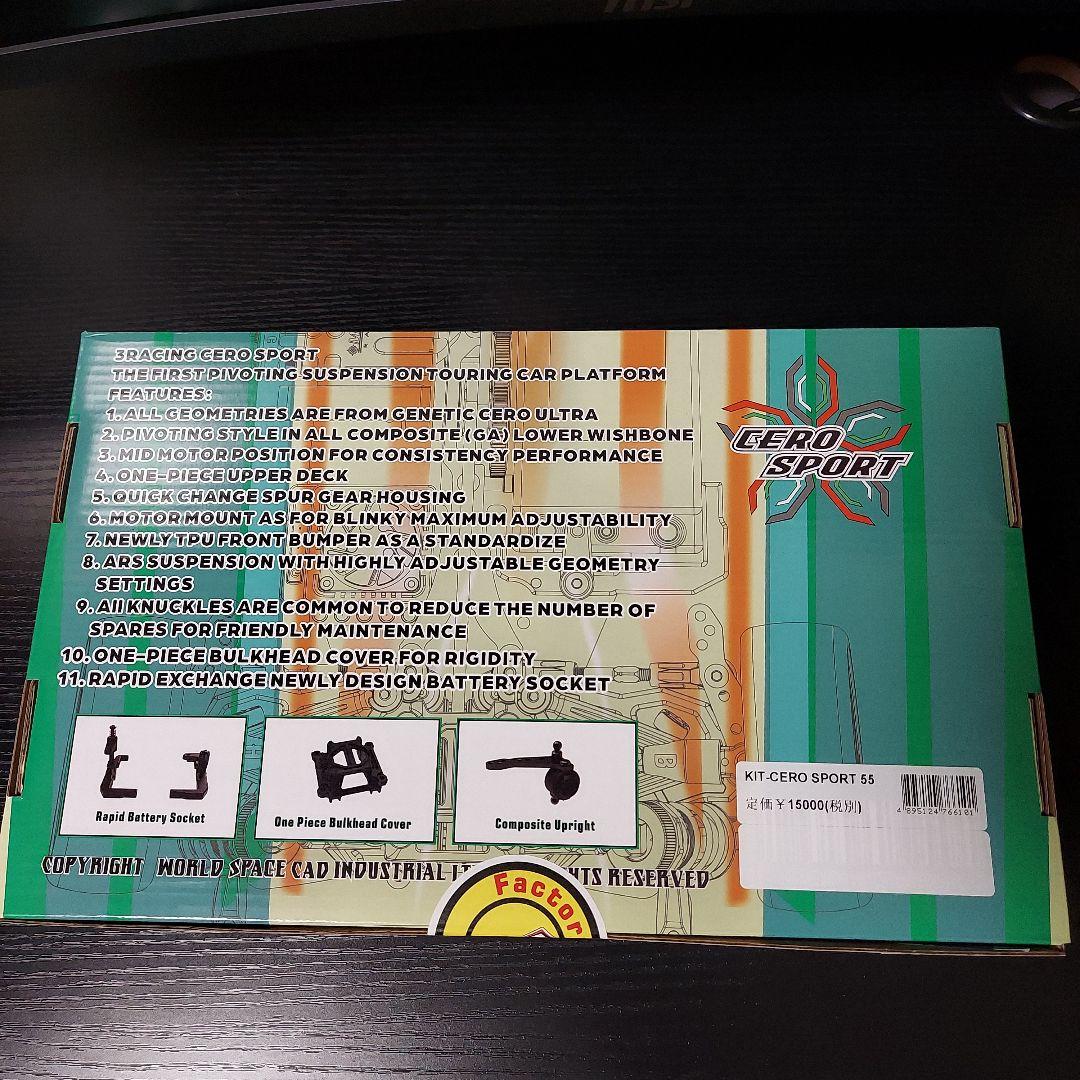 msi
3RACING CERO SPORT
THE FIRST PIVOTING SUSPENSION TOURING CAR PLATFORM
FEATURES:
1. ALL GEOMETRIES ARE FROM GENETIC CERO ULTRA
2. PIVOTING STYLE IN ALL COMPOSITE (GA) LOWER WISHBONE
3. MID MOTOR POSITION FOR CONSISTENCY PERFORMANCE
4. ONE-PIECE UPPER DECK
5. QUICK CHANGE SPUR GEAR HOUSING
6. MOTOR MOUNT AS FOR BLINKY MAXIMUM ADJUSTABILITY
7. NEWLY TPU FRONT BUMPER AS A STANDARDIZE
8. ARS SUSPENSION WITH HIGHLY ADJUSTABLE GEOMETRY
SETTINGS
9. All KNUCKLES ARE COMMON TO REDUCE THE NUMBER OF
SPARES FOR FRIENDLY MAINTENANCE
10. ONE-PIECE BULKHEAD COVER FOR RIGIDITY
11. RAPID EXCHANGE NEWLY DESIGN BATTERY SOCKET
CERO
SPORT
Rapid Battery Socket
One Piece Bulkhead Cover
Composite Upright
KIT-CERO SPORT 55
定価￥15000(税別)
4 895124 766101
COPYRIGHT WORLD SPACE CAD INDUSTRIAL RESERVED
Factor